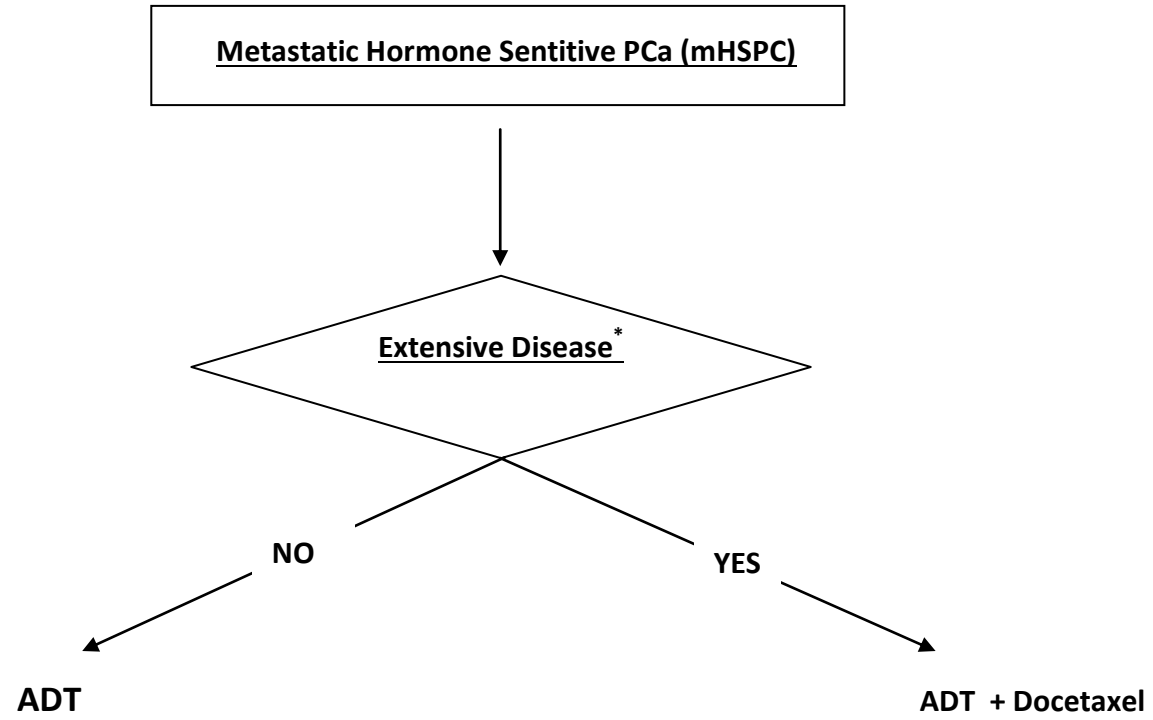 Metastatic Hormone Sentitive PCa (mHSPC)
Extensive Disease*
NO
YES
ADT
ADT + Docetaxel